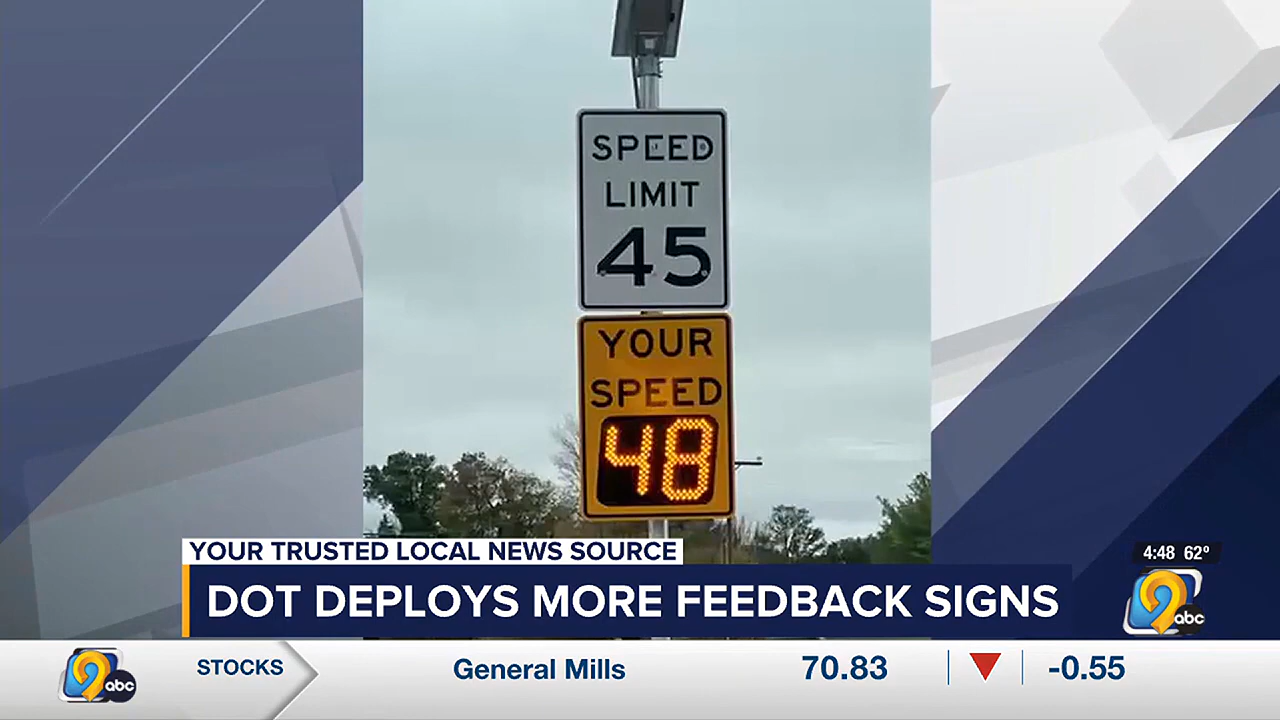 SPEED
LIMIT
45
YOUR
SPEED
48
YOUR TRUSTED LOCAL NEWS SOURCE
DOT DEPLOYS MORE FEEDBACK SIGNS
4:48 62º
9 abc
9 abc
STOCKS
General Mills 70.83 -0.55